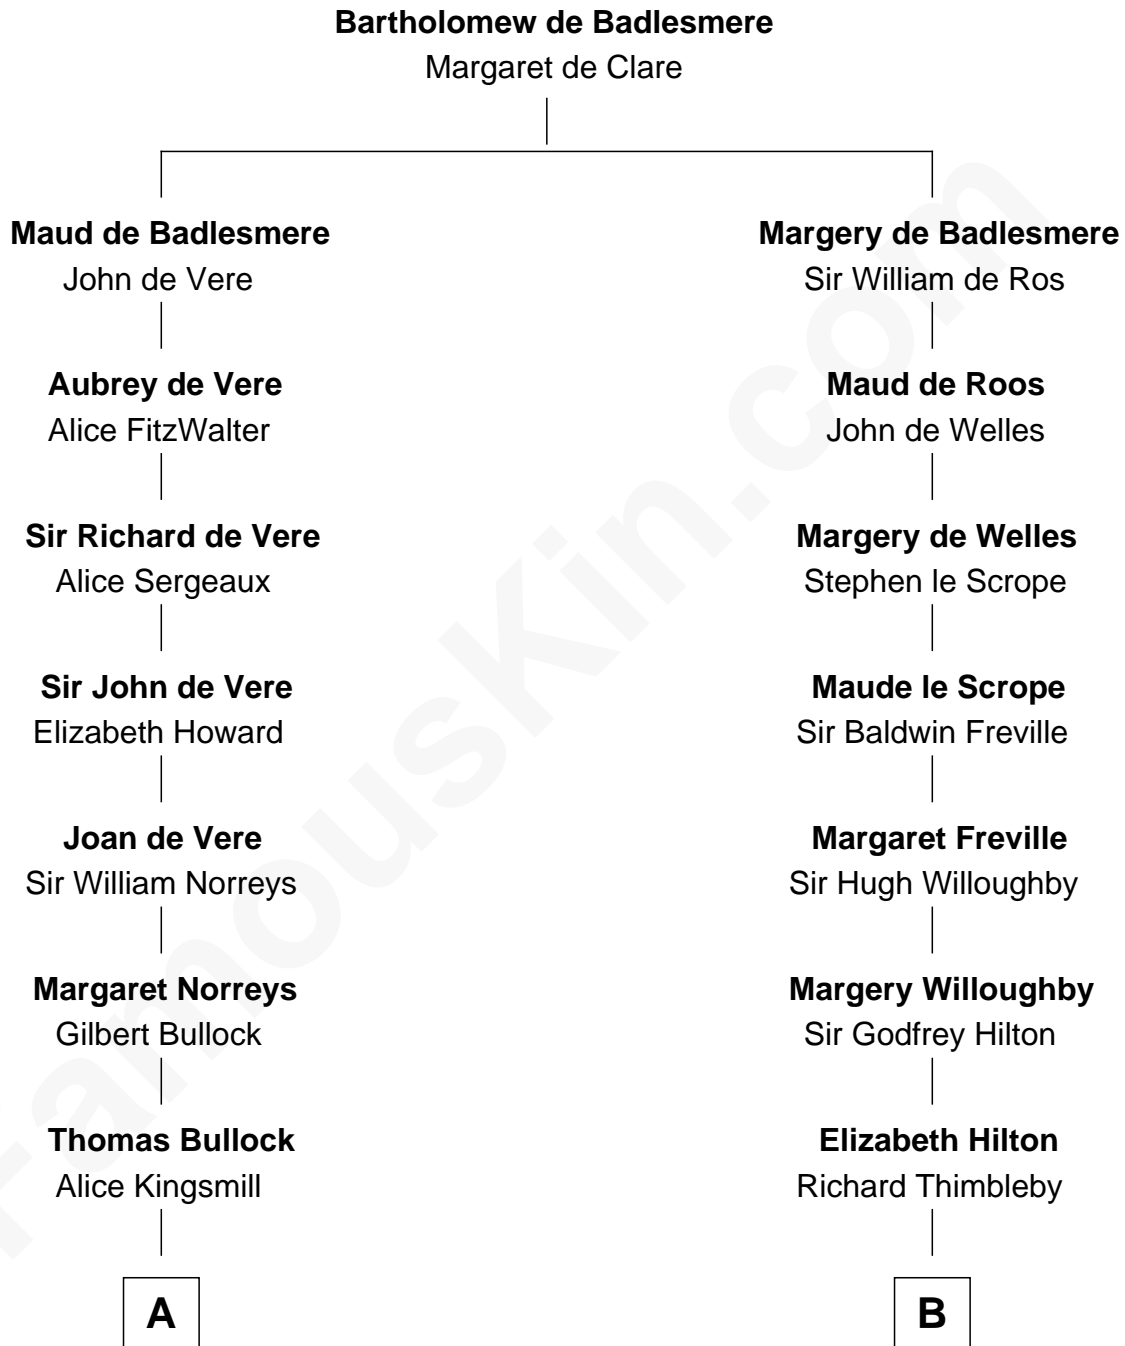 Bartholomew de Badlesmere
Margaret de Clare
Maud de Badlesmere
John de Vere
Aubrey de Vere
Alice FitzWalter
Sir Richard de Vere
Alice Sergeaux
Sir John de Vere
Elizabeth Howard
Joan de Vere
Sir William Norreys
Margaret Norreys
Gilbert Bullock
Thomas Bullock
Alice Kingsmill
A
Margery de Badlesmere
Sir William de Ros
Maud de Roos
John de Welles
Margery de Welles
Stephen le Scrope
Maude le Scrope
Sir Baldwin Freville
Margaret Freville
Sir Hugh Willoughby
Margery Willoughby
Sir Godfrey Hilton
Elizabeth Hilton
Richard Thimbleby
B
FamousKin.com